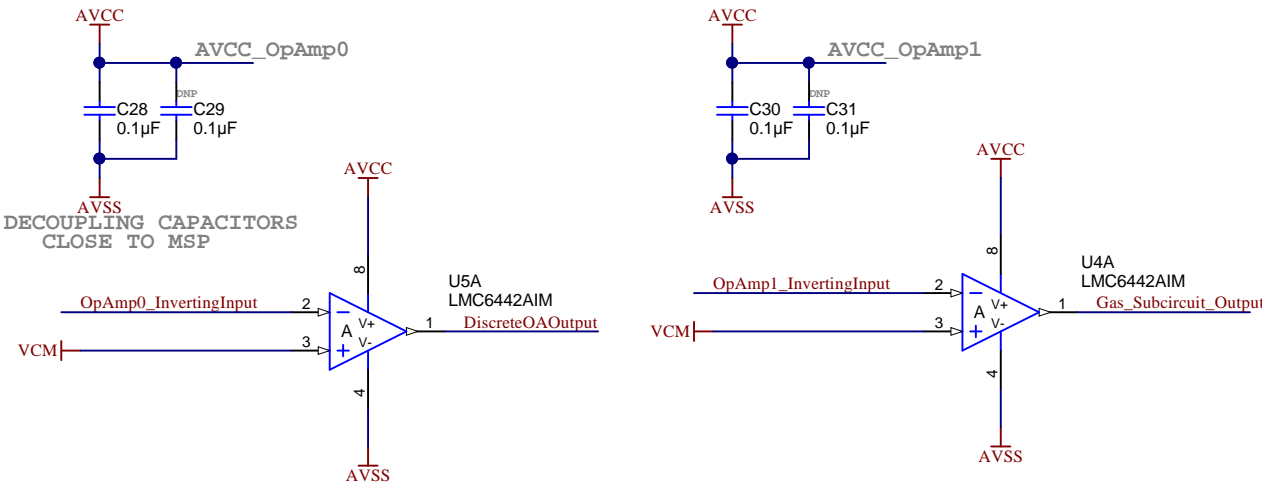 AVCC
AVCC_OpAmp0
DNP
C28
0.1µF
C29
0.1µF
AVSS
DECOUPLING CAPACITORS
CLOSE TO MSP
AVCC
8
U5A
LMC6442AIM
OpAmp0_InvertingInput
2
A
V+
V-
1
DiscreteOAOutput
VCM
3
4
AVSS
AVCC
AVCC_OpAmp1
DNP
C30
0.1µF
C31
0.1µF
AVSS
AVCC
8
U4A
LMC6442AIM
OpAmp1_InvertingInput
2
A
V+
V-
1
Gas_Subcircuit_Output
VCM
3
4
AVSS